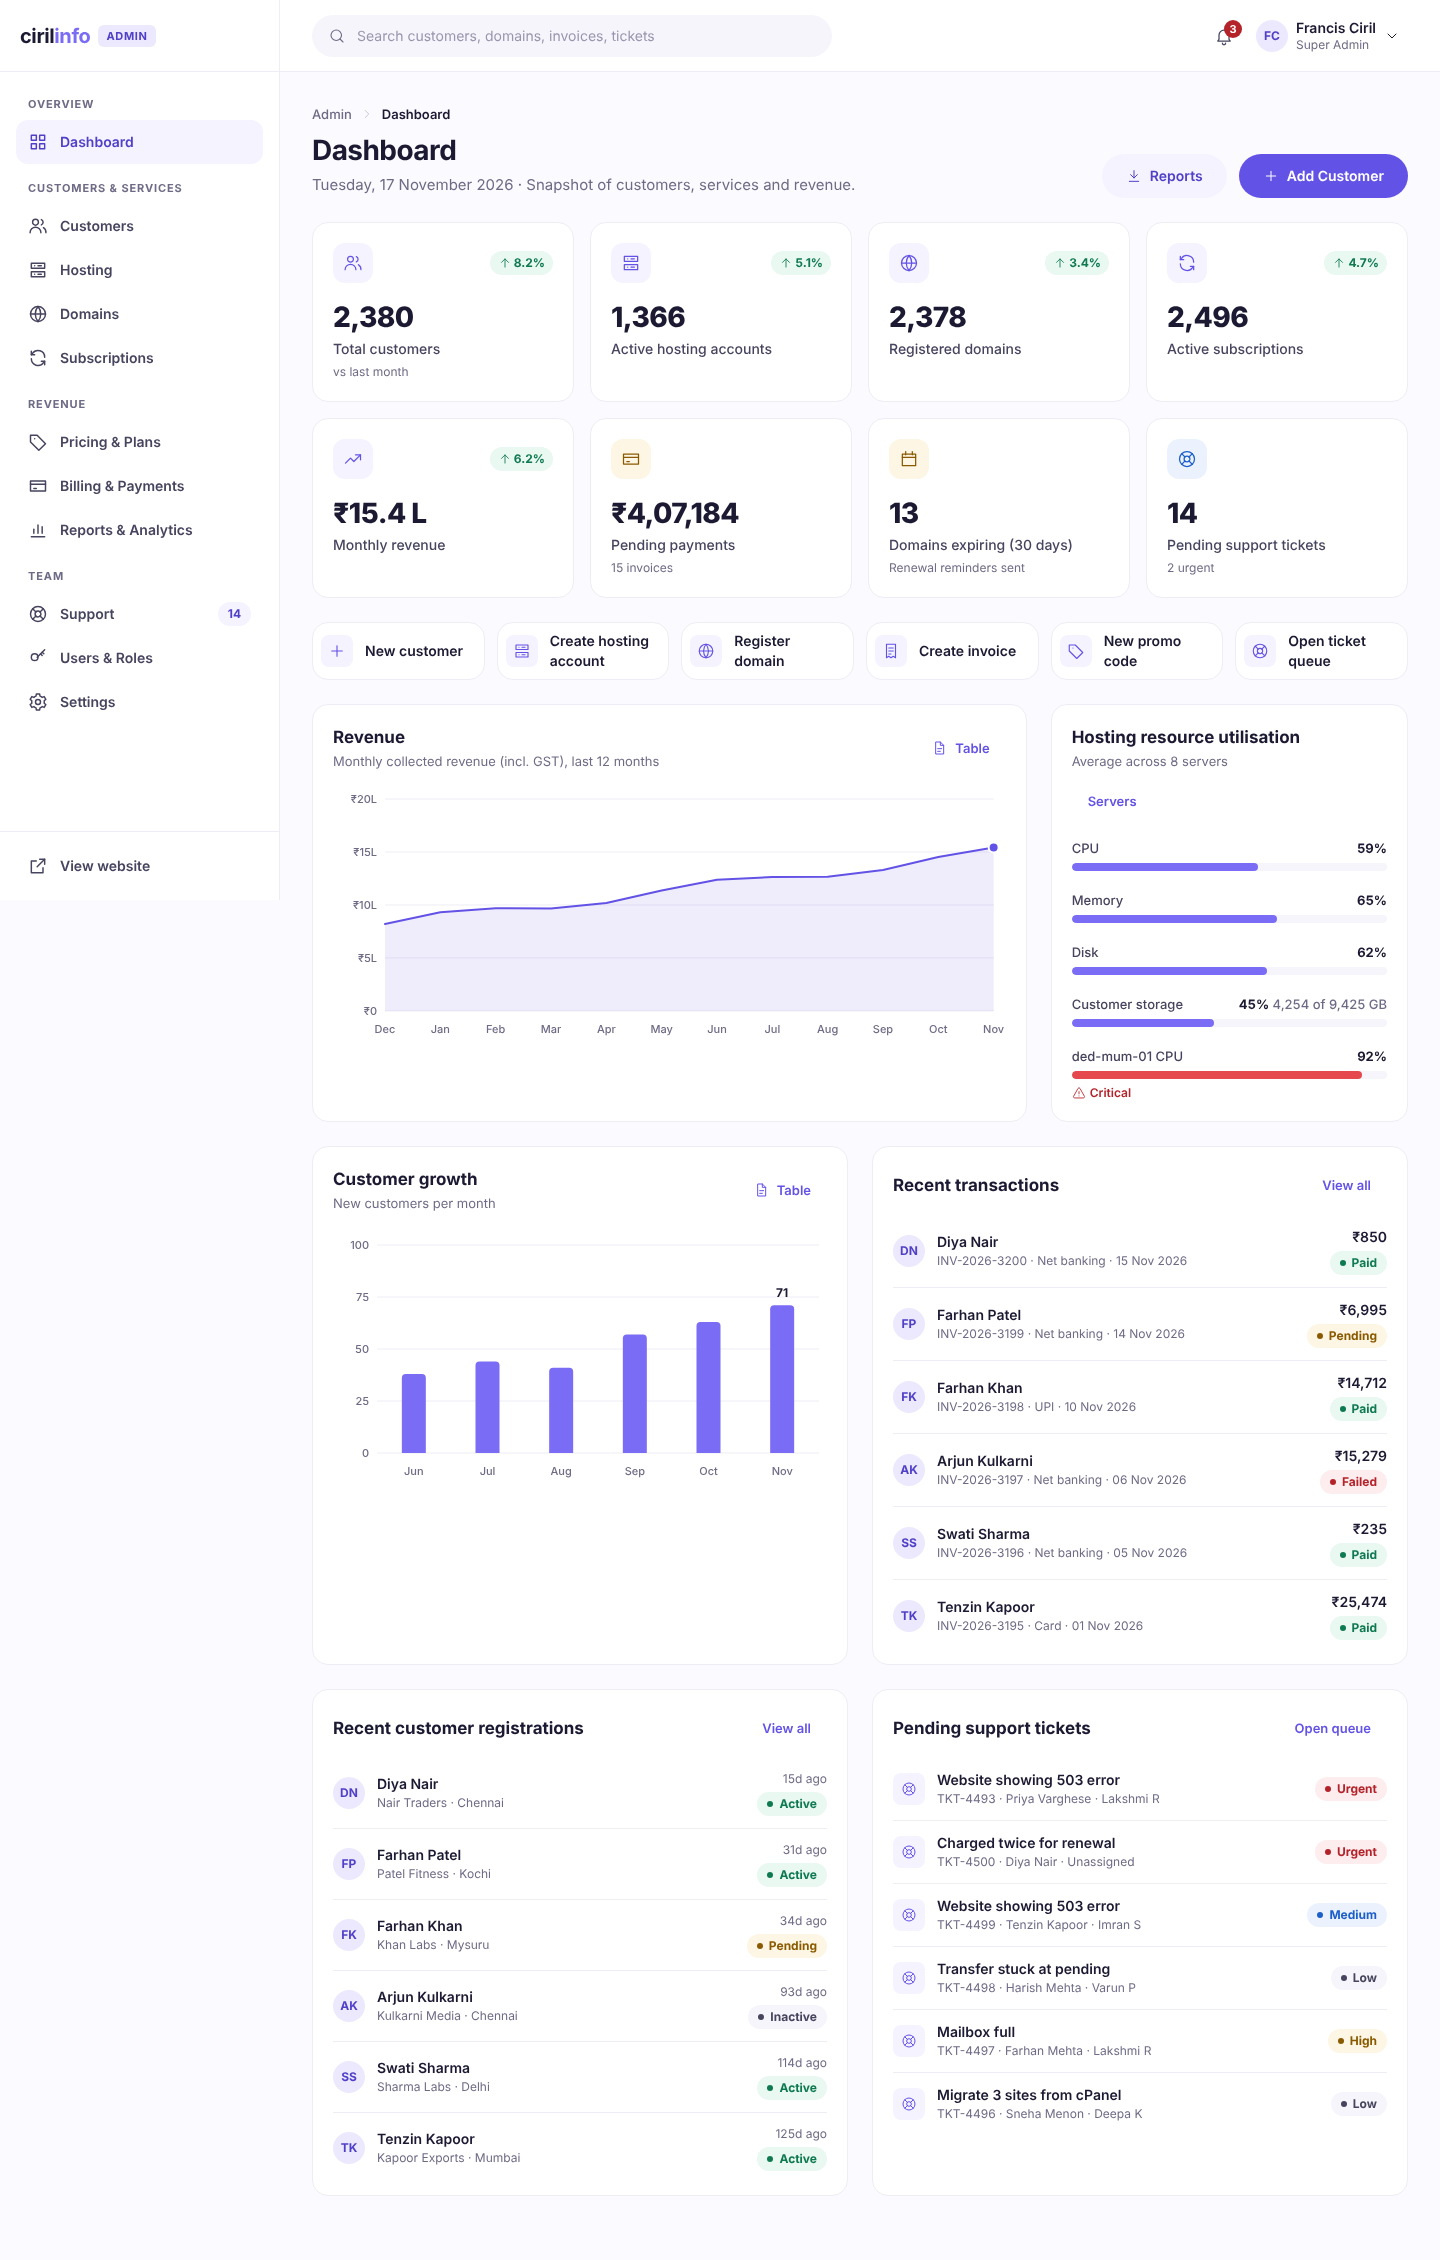 cirilinfo ADMIN
Search customers, domains, invoices, tickets
3
FC
Francis Ciril
Super Admin
OVERVIEW
Dashboard
CUSTOMERS & SERVICES
Customers
Hosting
Domains
Subscriptions
REVENUE
Pricing & Plans
Billing & Payments
Reports & Analytics
TEAM
Support 14
Users & Roles
Settings
View website
Admin Dashboard
Dashboard
Tuesday, 17 November 2026 · Snapshot of customers, services and revenue.
Reports
Add Customer
↑ 8.2%
2,380
Total customers
vs last month
↑ 5.1%
1,366
Active hosting accounts
↑ 3.4%
2,378
Registered domains
↑ 4.7%
2,496
Active subscriptions
↑ 6.2%
₹15.4 L
Monthly revenue
₹4,07,184
Pending payments
15 invoices
13
Domains expiring (30 days)
Renewal reminders sent
14
Pending support tickets
2 urgent
New customer
Create hosting
account
Register
domain
Create invoice
New promo
code
Open ticket
queue
Revenue
Monthly collected revenue (incl. GST), last 12 months
Table
₹20L
₹15L
₹10L
₹5L
₹0
Dec Jan Feb Mar Apr May Jun Jul Aug Sep Oct Nov
Hosting resource utilisation
Average across 8 servers
Servers
CPU 59%
Memory 65%
Disk 62%
Customer storage 45% 4,254 of 9,425 GB
ded-mum-01 CPU 92%
Critical
Customer growth
New customers per month
Table
100
75
50
25
0
71
Jun Jul Aug Sep Oct Nov
Recent transactions
View all
DN
Diya Nair
INV-2026-3200 · Net banking · 15 Nov 2026
₹850
Paid
FP
Farhan Patel
INV-2026-3199 · Net banking · 14 Nov 2026
₹6,995
Pending
FK
Farhan Khan
INV-2026-3198 · UPI · 10 Nov 2026
₹14,712
Paid
AK
Arjun Kulkarni
INV-2026-3197 · Net banking · 06 Nov 2026
₹15,279
Failed
SS
Swati Sharma
INV-2026-3196 · Net banking · 05 Nov 2026
₹235
Paid
TK
Tenzin Kapoor
INV-2026-3195 · Card · 01 Nov 2026
₹25,474
Paid
Recent customer registrations
View all
DN
Diya Nair
Nair Traders · Chennai
15d ago
Active
FP
Farhan Patel
Patel Fitness · Kochi
31d ago
Active
FK
Farhan Khan
Khan Labs · Mysuru
34d ago
Pending
AK
Arjun Kulkarni
Kulkarni Media · Chennai
93d ago
Inactive
SS
Swati Sharma
Sharma Labs · Delhi
114d ago
Active
TK
Tenzin Kapoor
Kapoor Exports · Mumbai
125d ago
Active
Pending support tickets
Open queue
Website showing 503 error
TKT-4493 · Priya Varghese · Lakshmi R
Urgent
Charged twice for renewal
TKT-4500 · Diya Nair · Unassigned
Urgent
Website showing 503 error
TKT-4499 · Tenzin Kapoor · Imran S
Medium
Transfer stuck at pending
TKT-4498 · Harish Mehta · Varun P
Low
Mailbox full
TKT-4497 · Farhan Mehta · Lakshmi R
High
Migrate 3 sites from cPanel
TKT-4496 · Sneha Menon · Deepa K
Low